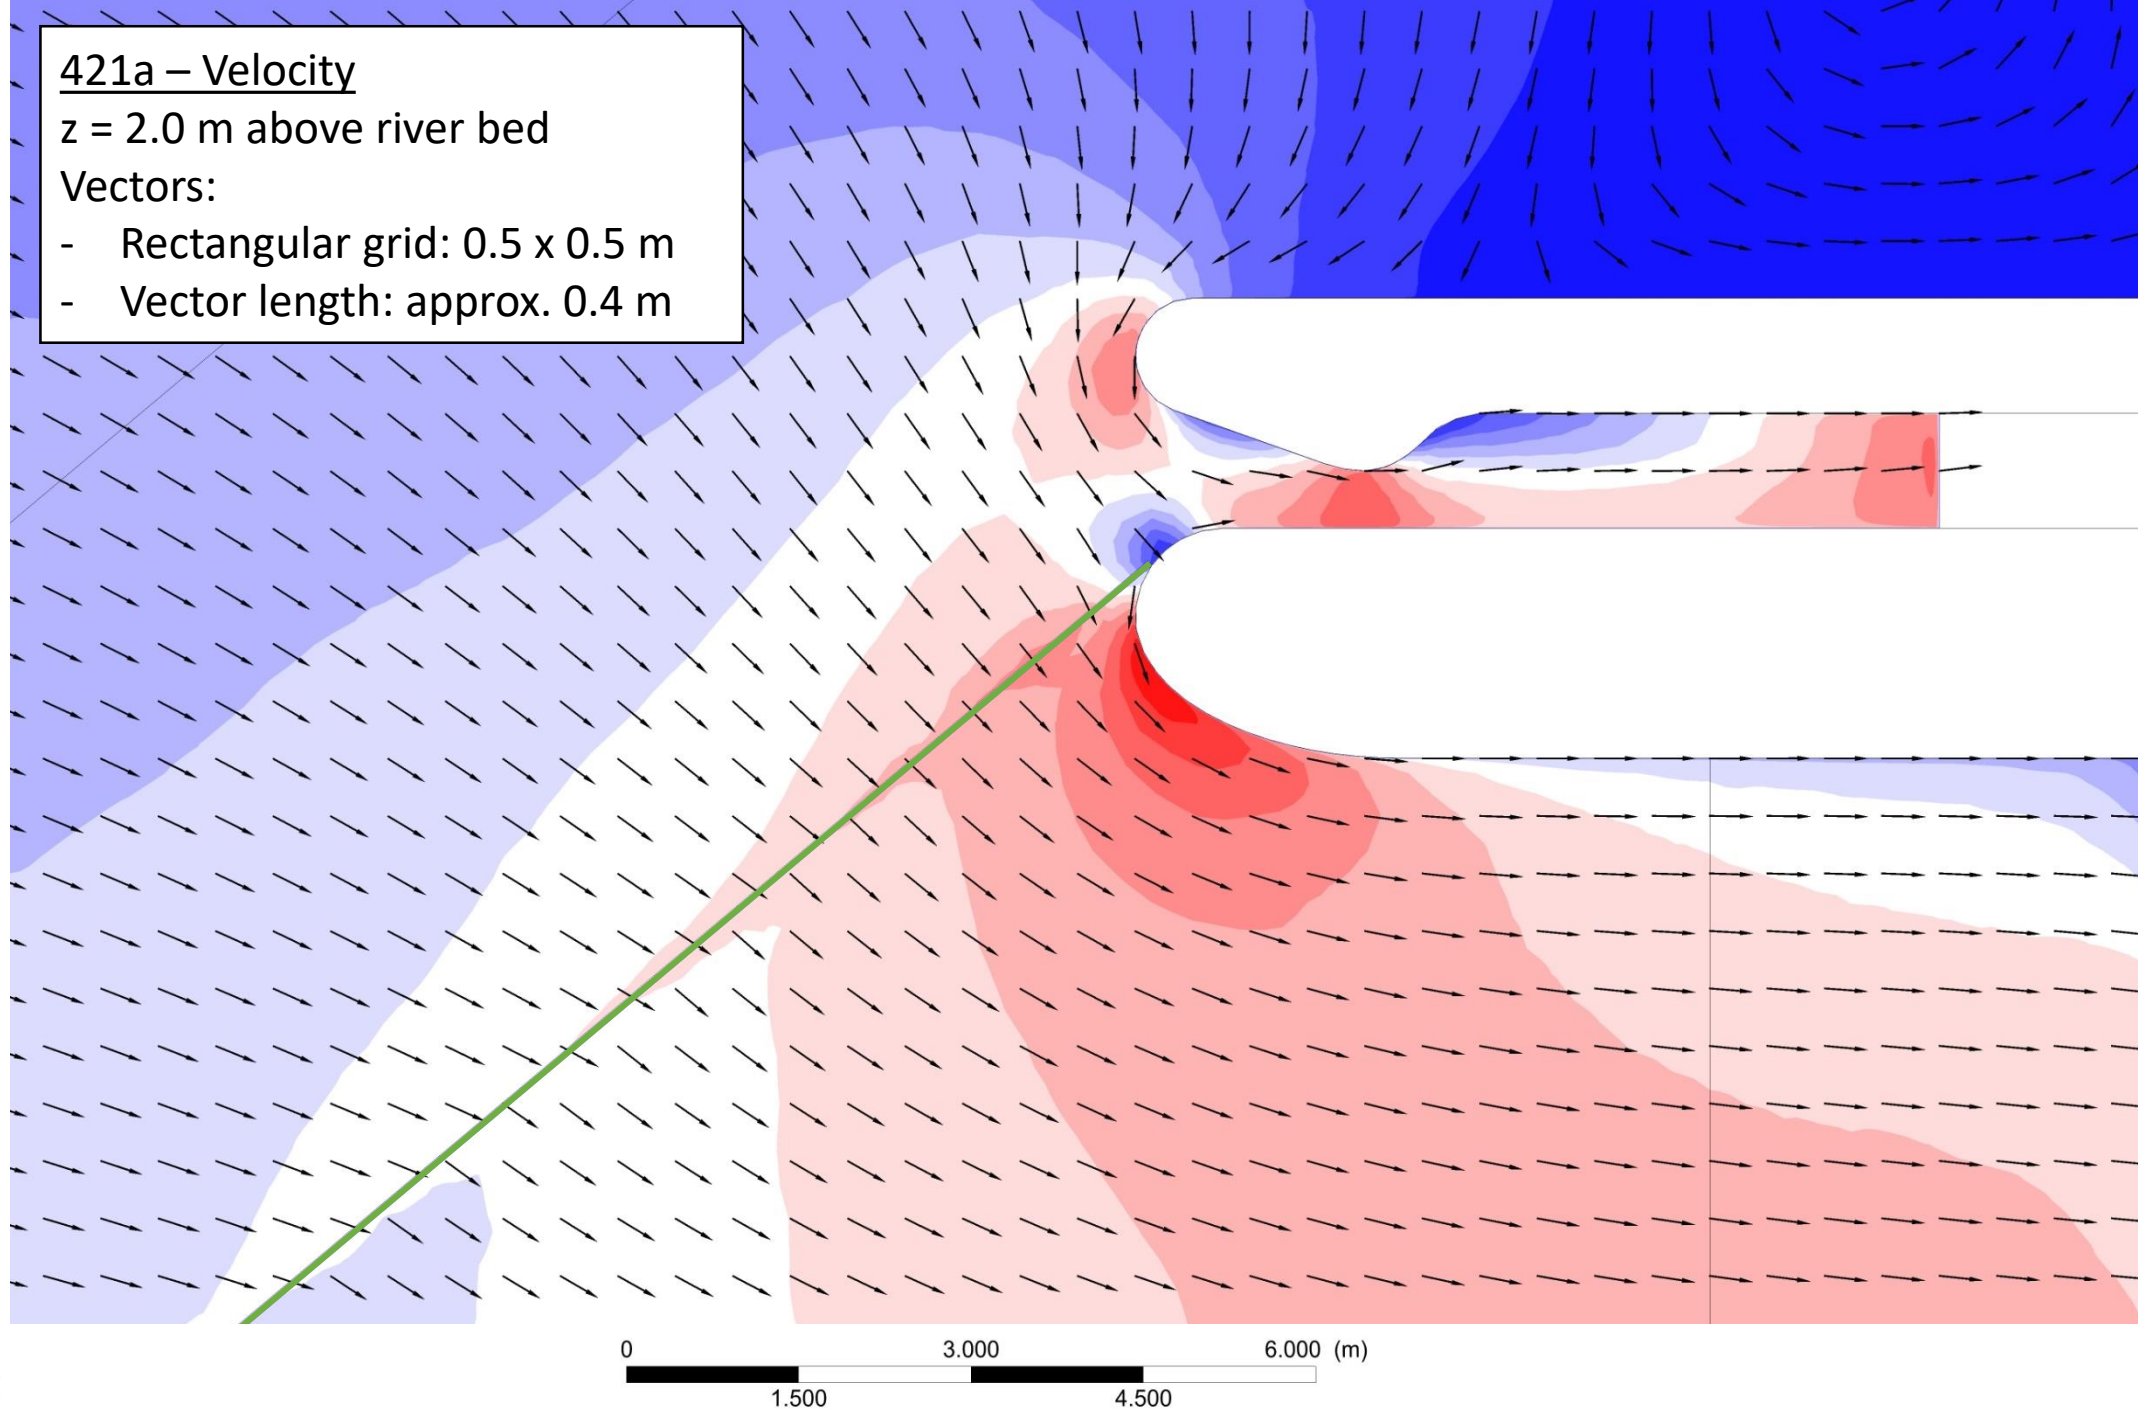 421a – Velocity
z = 2.0 m above river bed
Vectors:
- Rectangular grid: 0.5 x 0.5 m
- Vector length: approx. 0.4 m
0 3.000 6.000 (m)
1.500 4.500